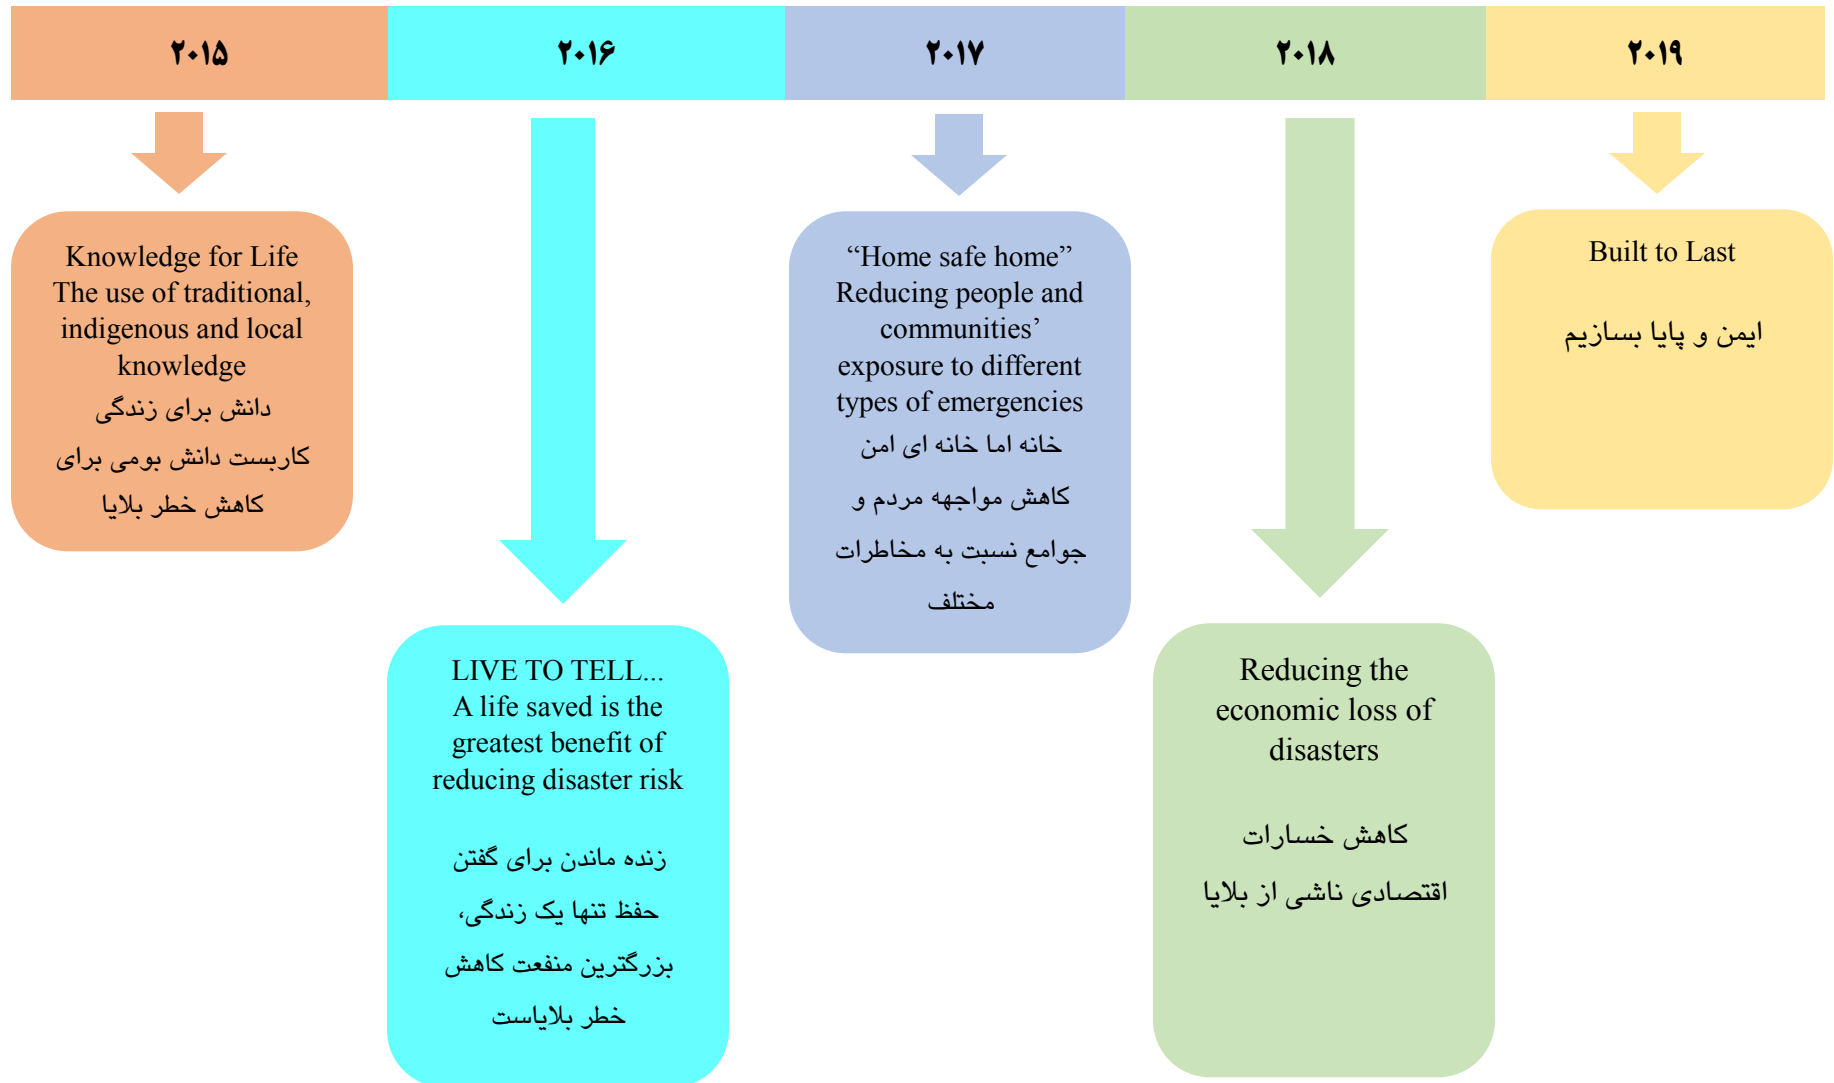 ۲۰۱۵
۲۰۱۶
۲۰۱۷
۲۰۱۸
۲۰۱۹
Knowledge for Life
The use of traditional,
indigenous and local
knowledge
دانش برای زندگی
کاربست دانش بومی برای
کاهش خطر بلایا
LIVE TO TELL...
A life saved is the
greatest benefit of
reducing disaster risk
زنده ماندن برای گفتن
حفظ تنها یک زندگی،
بزرگترین منفعت کاهش
خطر بلایاست
“Home safe home”
Reducing people and
communities’
exposure to different
types of emergencies
خانه اما خانه ای امن
کاهش مواجهه مردم و
جوامع نسبت به مخاطرات
مختلف
Reducing the
economic loss of
disasters
کاهش خسارات
اقتصادی ناشی از بلایا
Built to Last
ایمن و پایا بسازیم